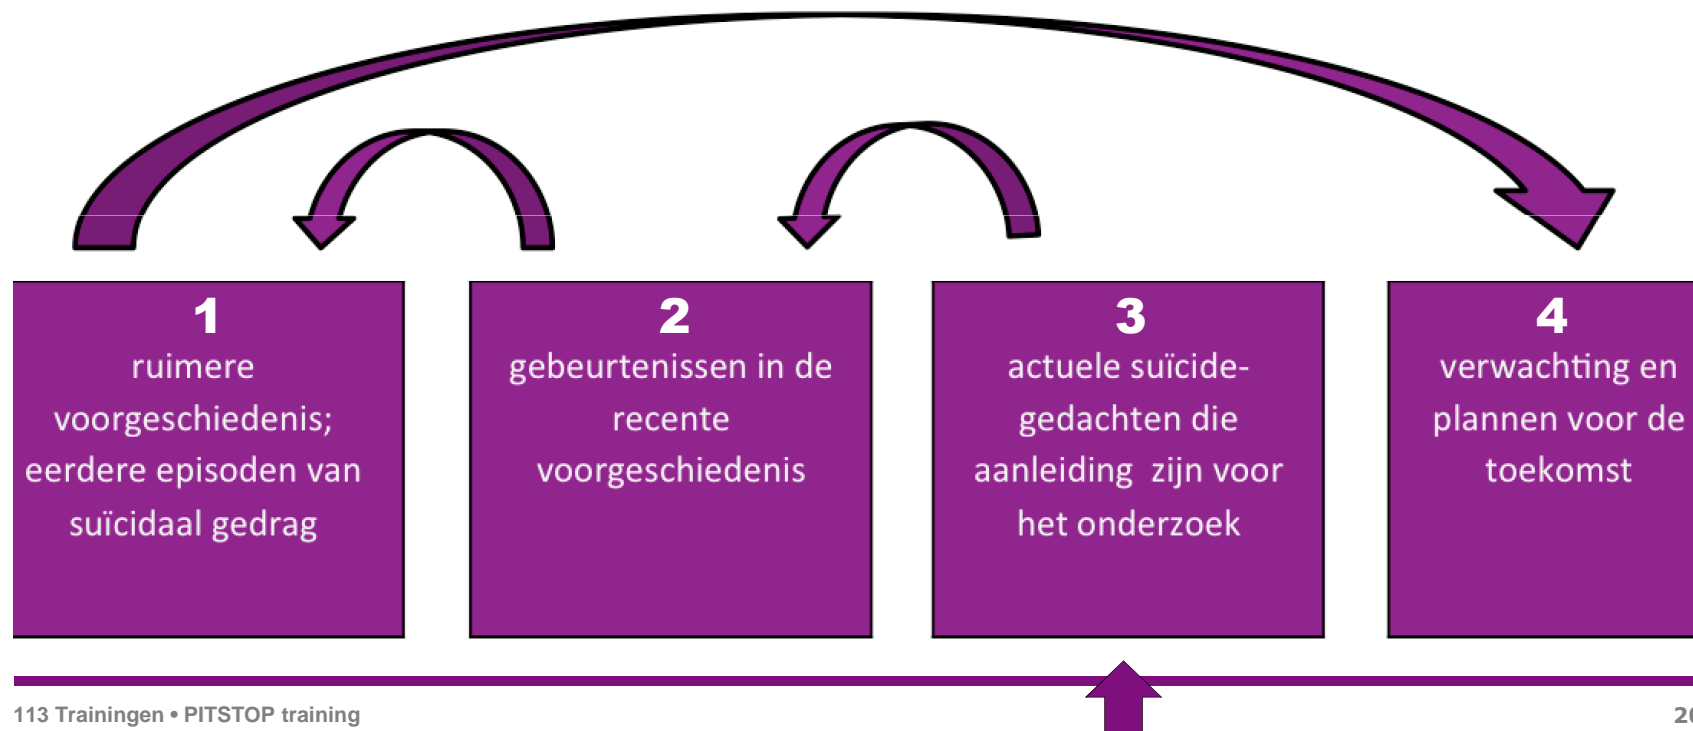 1
ruimere
voorgeschiedenis;
eerdere episoden van
suïcidaal gedrag
2
gebeurtenissen in de
recente
voorgeschiedenis
3
actuele suïcide-
gedachten die
aanleiding zijn voor
het onderzoek
4
verwachting en
plannen voor de
toekomst
113 Trainingen • PITSTOP training